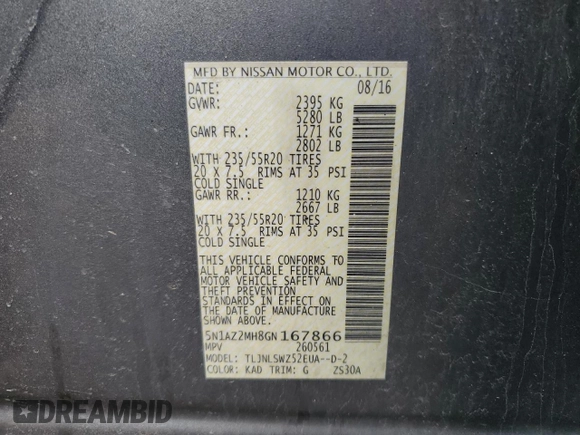 MFD BY NISSAN MOTOR CO., LTD.
DATE: 08/16
GVWR: 2395 KG
5280 LB
GAWR FR.: 1271 KG
2802 LB
WITH 235/55R20 TIRES
20 X 7.5 RIMS AT 35 PSI
COLD SINGLE
GAWR RR.: 1210 KG
2667 LB
WITH 235/55R20 TIRES
20 X 7.5 RIMS AT 35 PSI
COLD SINGLE
THIS VEHICLE CONFORMS TO
ALL APPLICABLE FEDERAL
MOTOR VEHICLE SAFETY AND
THEFT PREVENTION
STANDARDS IN EFFECT ON
THE DATE OF MANUFACTURE
SHOWN ABOVE.
5N1AZ2MH8GN167866
MPV 260561
MODEL: TLJNLSWZ52EUA--D-2
COLOR: KAD TRIM: G ZS30A
DREAMBID